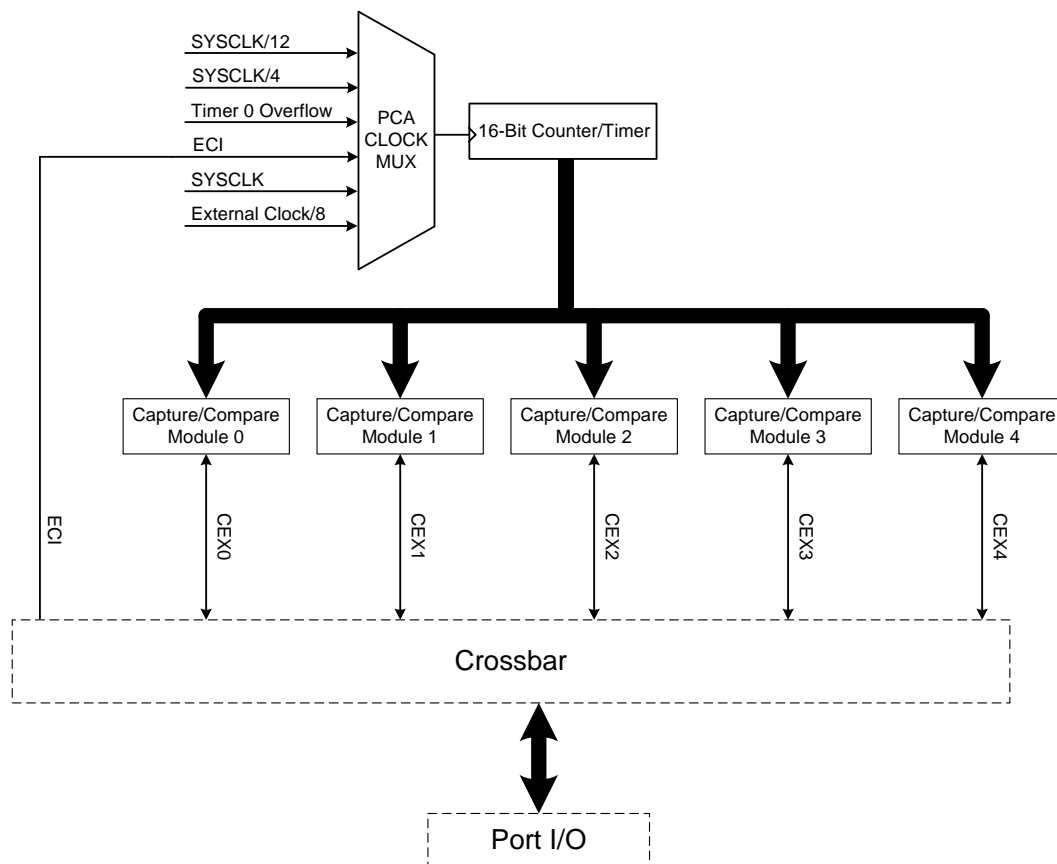 SYSCLK/12
SYSCLK/4
Timer 0 Overflow
ECI
SYSCLK
External Clock/8
PCA
CLOCK
MUX
16-Bit Counter/Timer
Capture/Compare
Module 0
Capture/Compare
Module 1
Capture/Compare
Module 2
Capture/Compare
Module 3
Capture/Compare
Module 4
ECI
CEX0
CEX1
CEX2
CEX3
CEX4
Crossbar
Port I/O